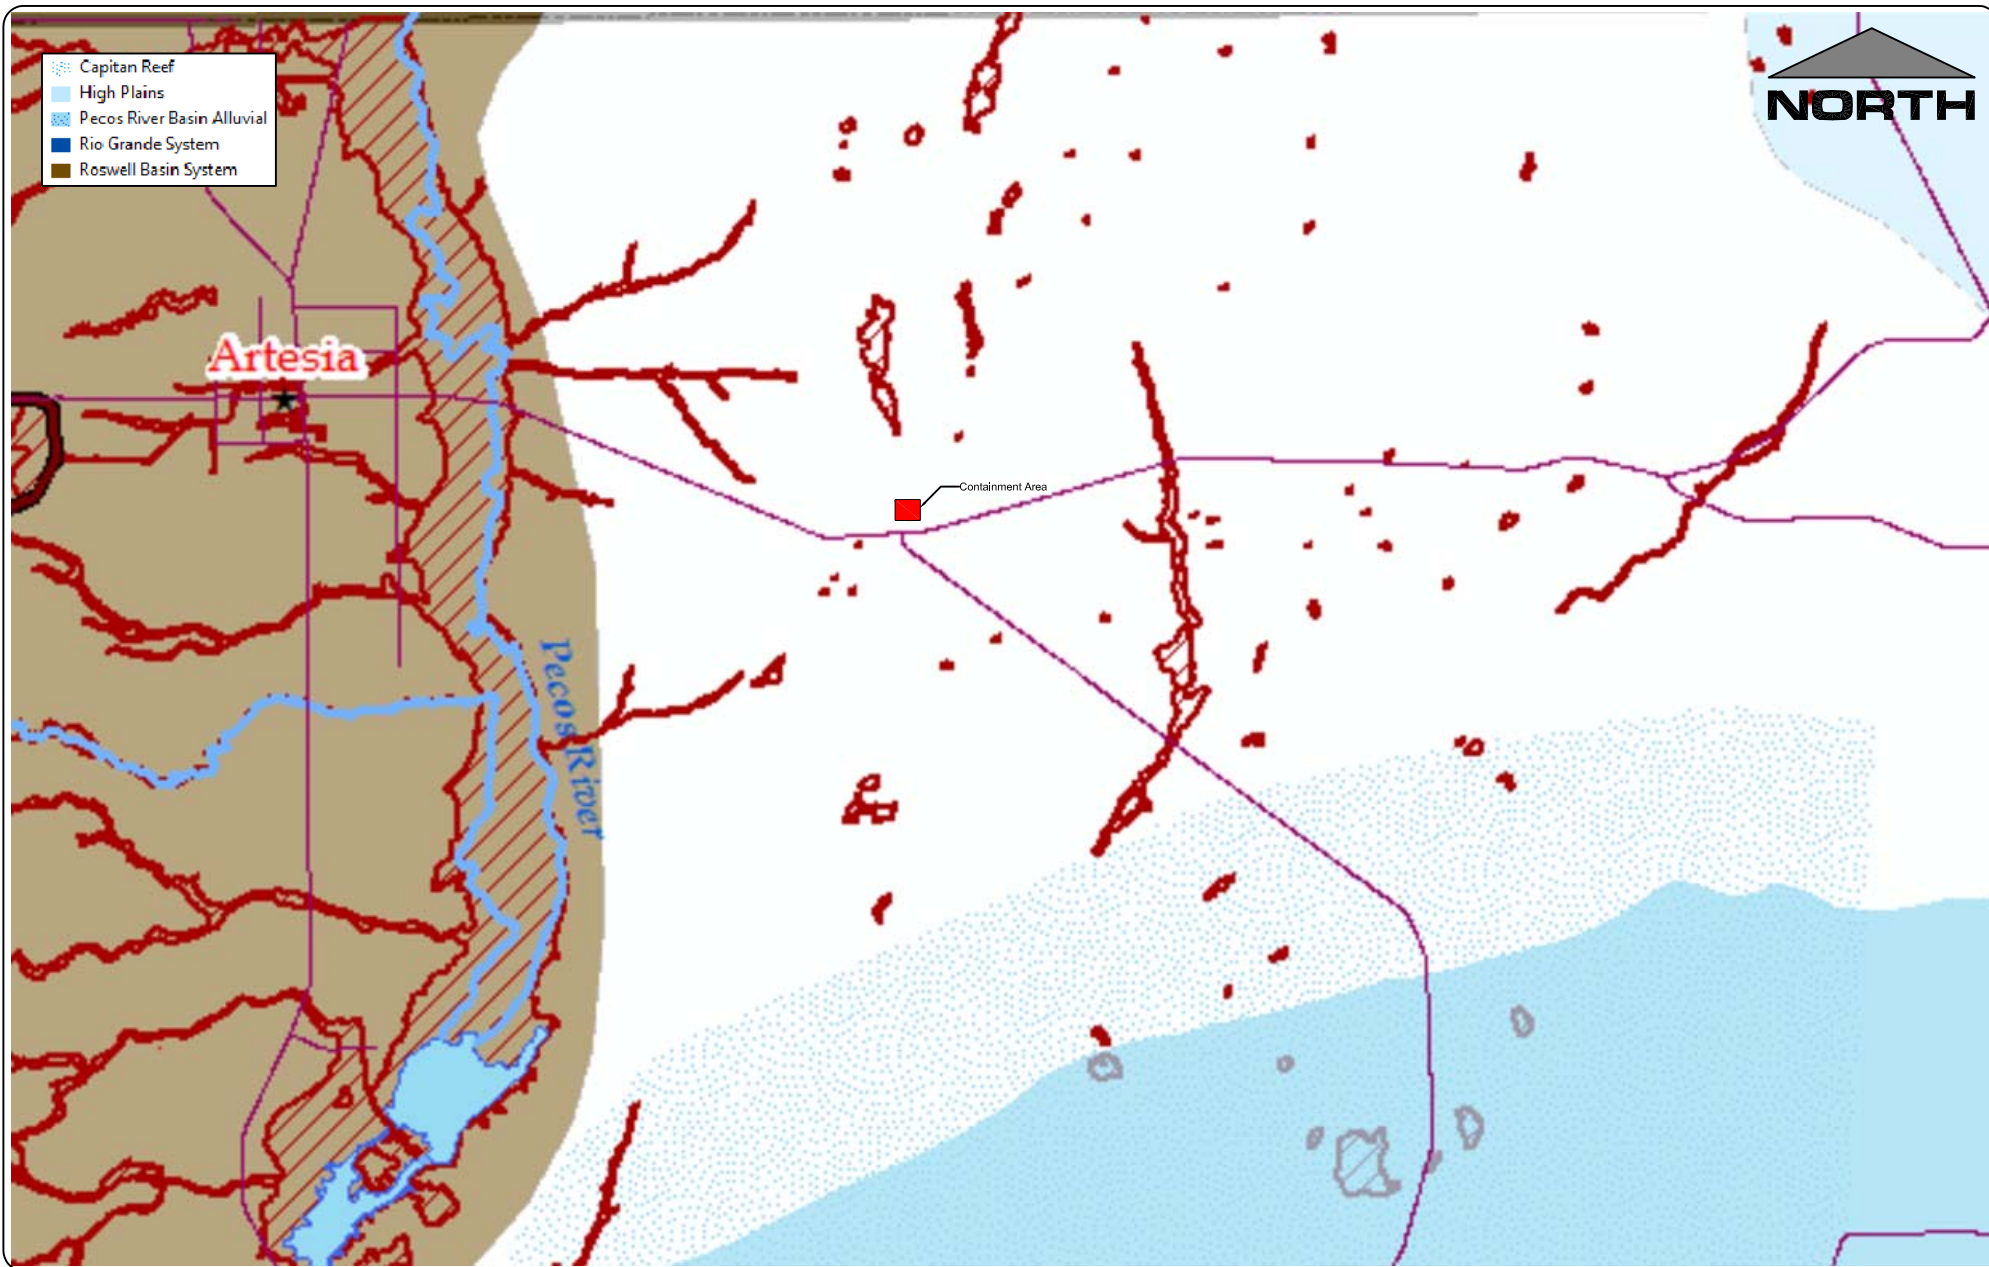 Capitan Reef
High Plains
Pecos River Basin Alluvial
Rio Grande System
Roswell Basin System
NORTH
Artesia
Containment Area
Pecos River